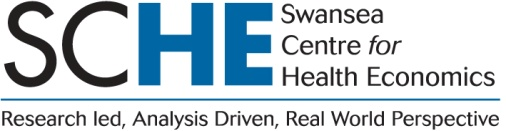 SCHE
Swansea
Centre for
Health Economics
Research led, Analysis Driven, Real World Perspective